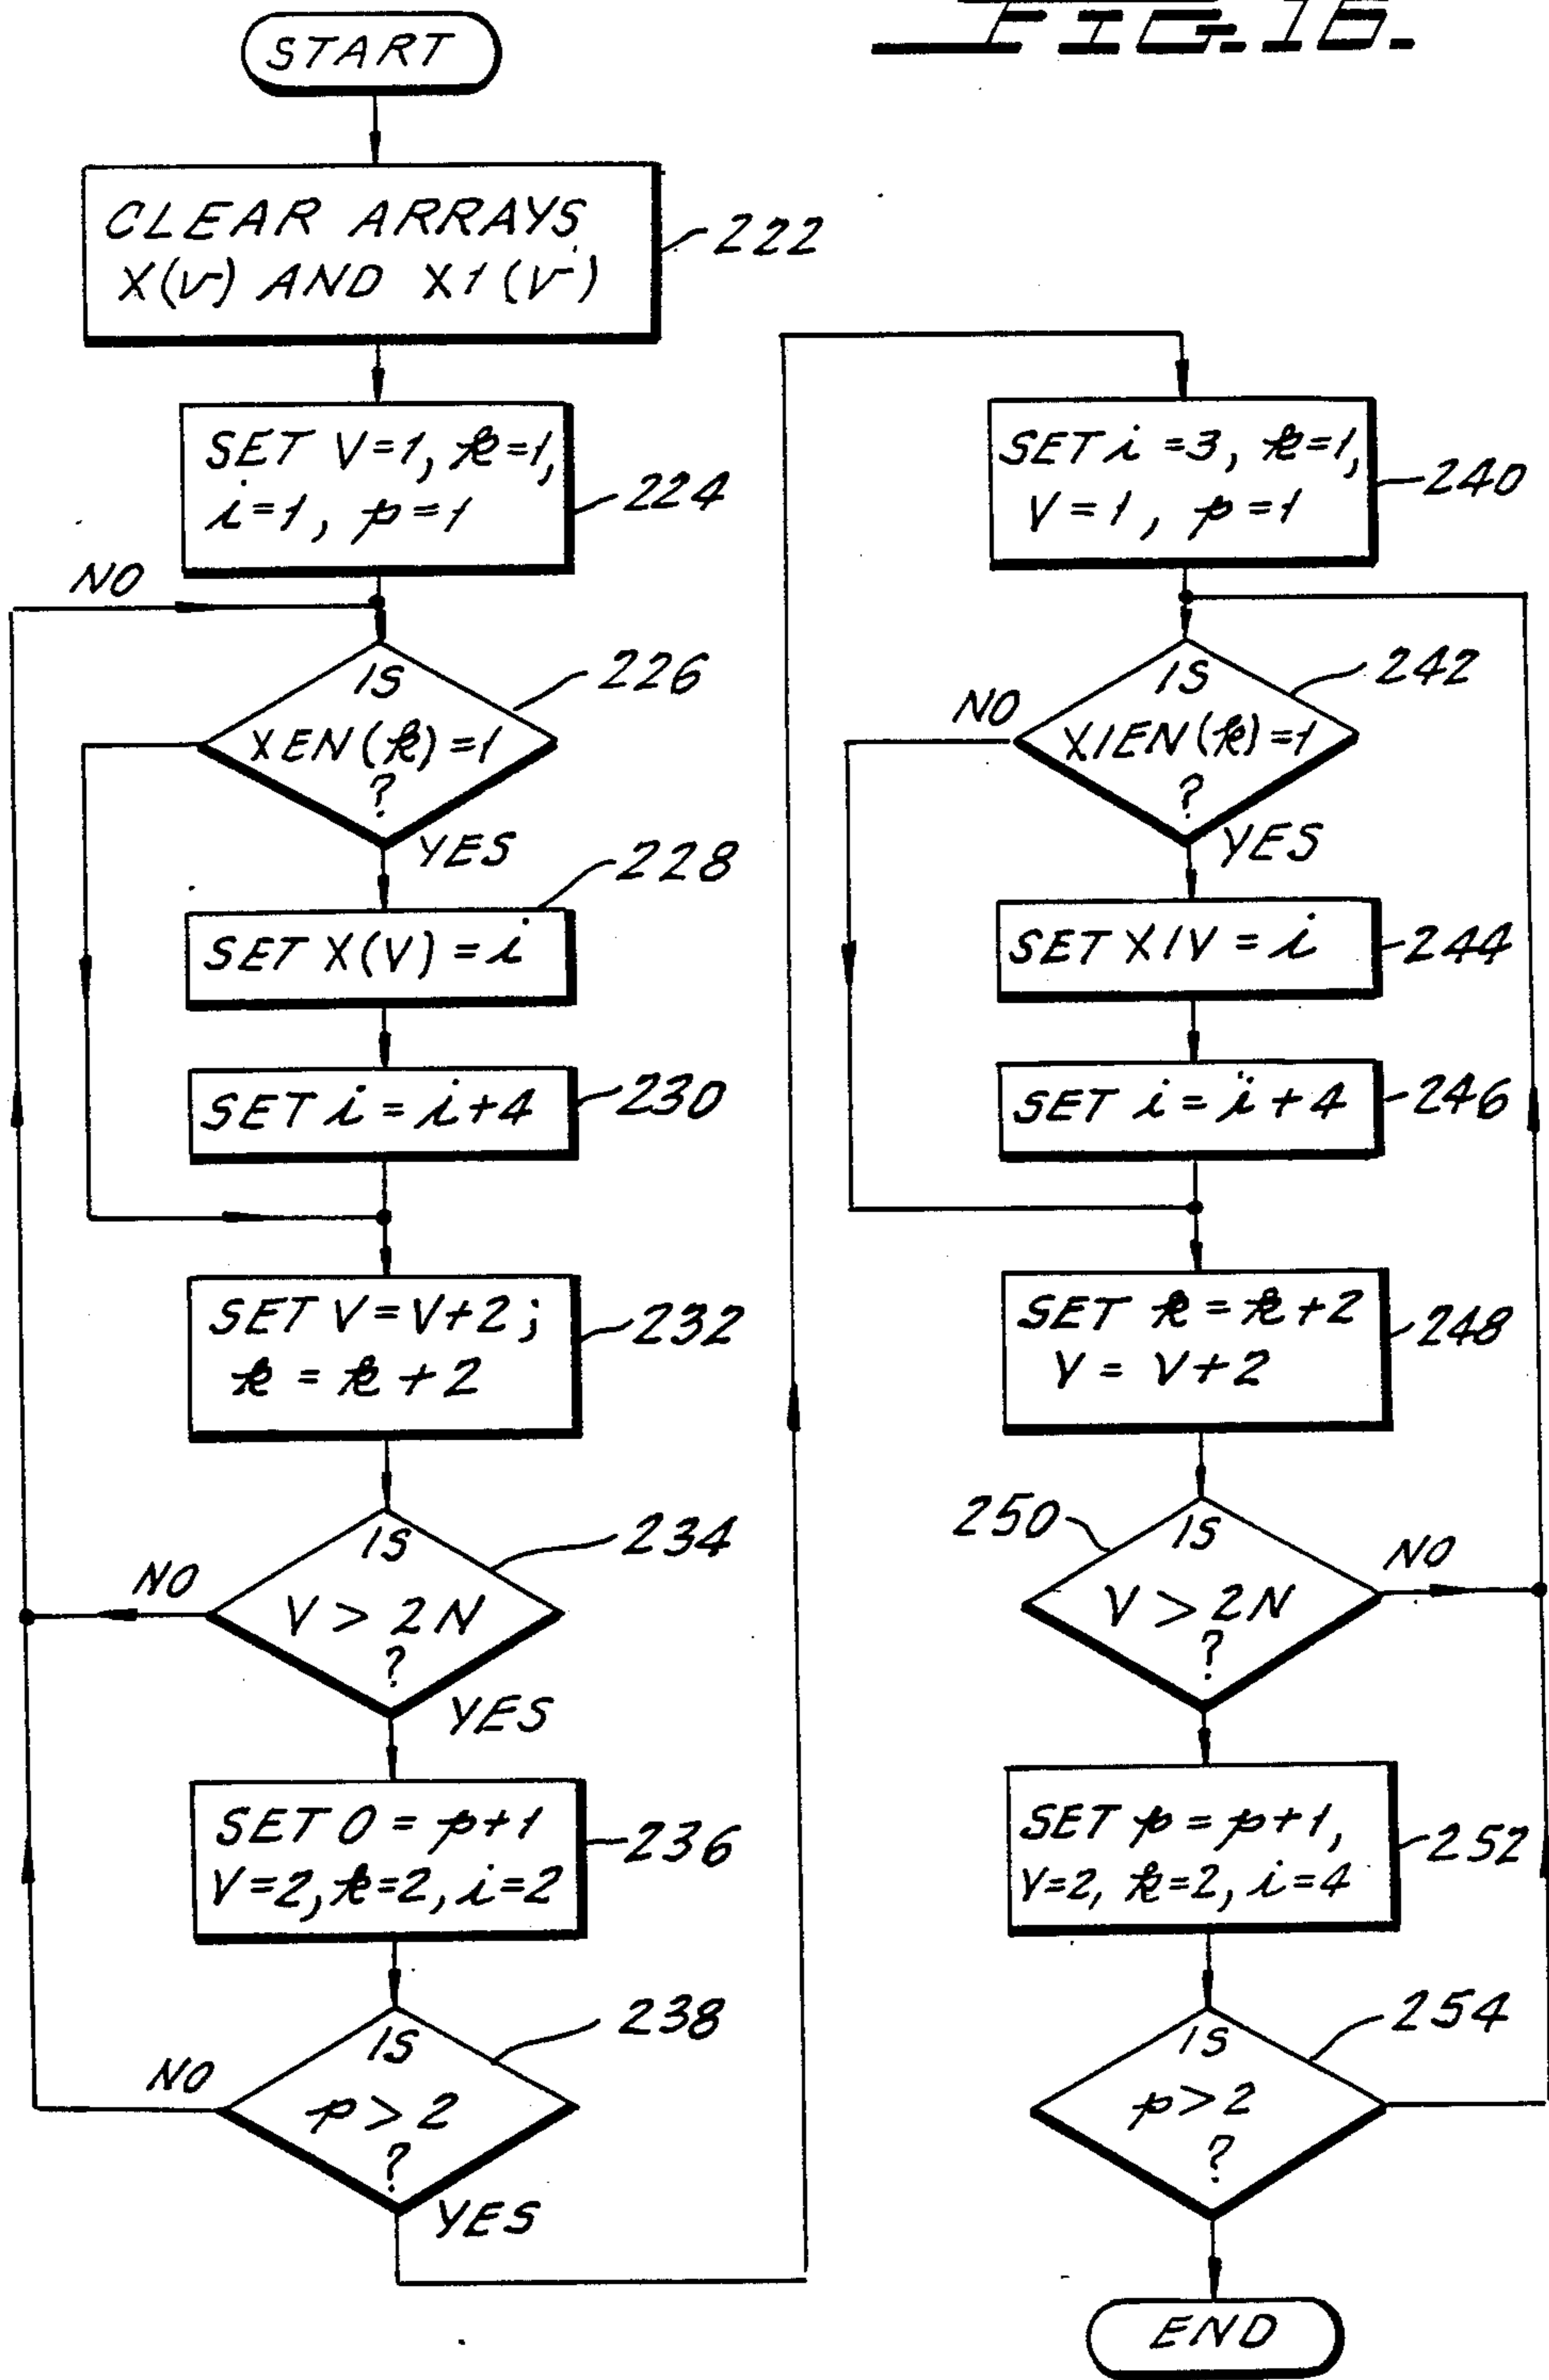 FIG. 16.
START
CLEAR ARRAYS
X(v) AND X1(v)
222
SET V=1, k=1,
i=1, p=1
224
NO
IS
XEN(k)=1
?
226
YES
228
SET X(V) = i
SET i = i+4
230
SET V=V+2;
k = k+2
232
IS
V > 2N
?
234
NO
YES
SET 0 = p+1
V=2, k=2, i=2
236
IS
p > 2
?
238
NO
YES
SET i=3, k=1,
V=1, p=1
240
IS
X1EN(k)=1
?
242
NO
YES
SET X1V = i
244
SET i = i+4
246
SET k = k+2
V = V+2
248
250
IS
V > 2N
?
NO
SET p = p+1,
V=2, k=2, i=4
252
IS
p>2
?
254
END